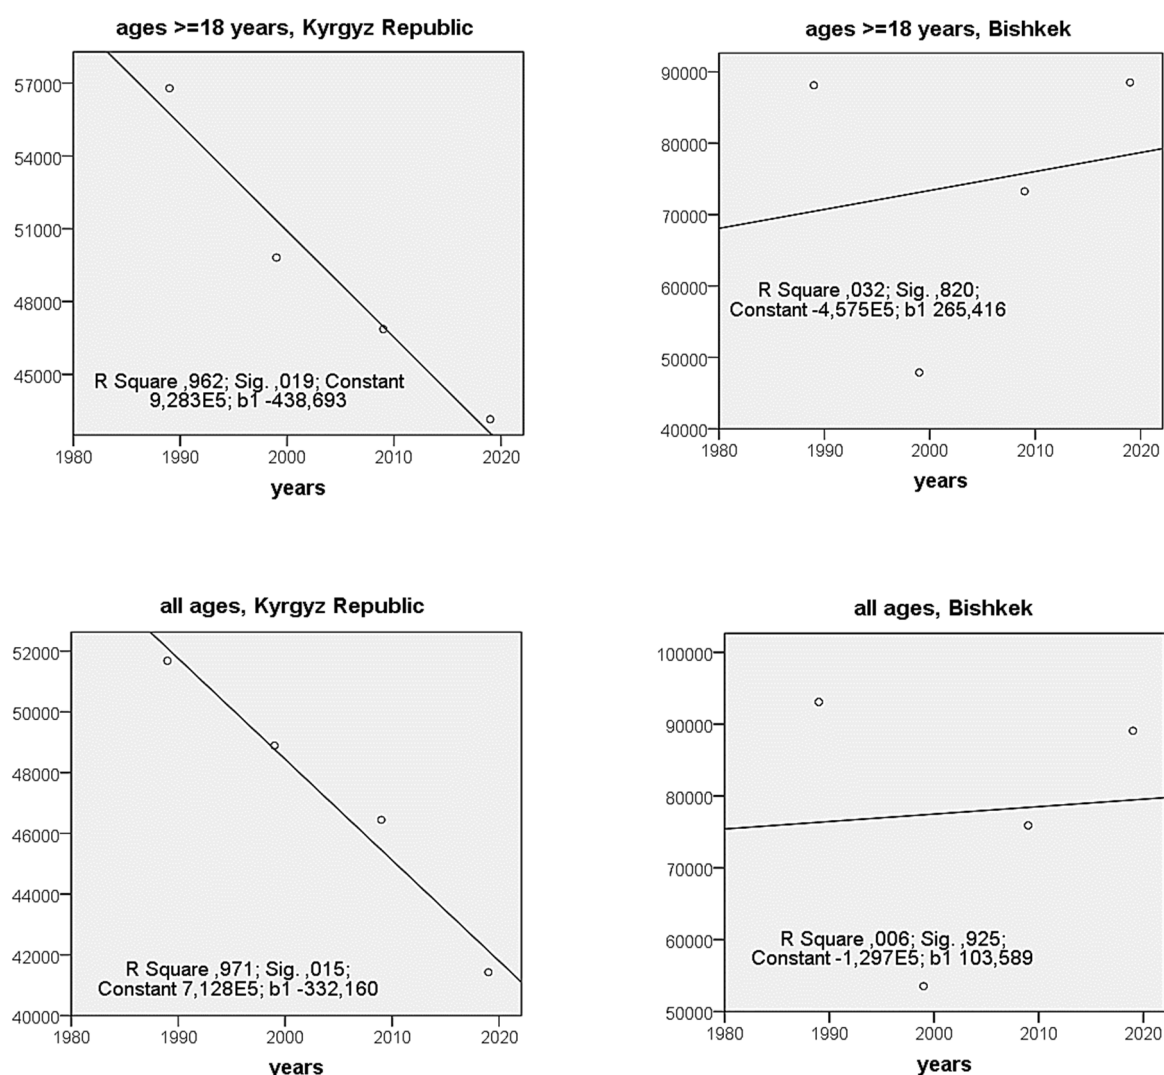 ages >=18 years, Kyrgyz Republic
57000
54000
51000
48000
45000
R Square ,962; Sig. ,019; Constant
9,283E5; b1 -438,693
1980 1990 2000 2010 2020
years
ages >=18 years, Bishkek
90000
80000
70000
60000
50000
40000
R Square ,032; Sig. ,820;
Constant -4,575E5; b1 265,416
1980 1990 2000 2010 2020
years
all ages, Kyrgyz Republic
52000
50000
48000
46000
44000
42000
40000
R Square ,971; Sig. ,015;
Constant 7,128E5; b1 -332,160
1980 1990 2000 2010 2020
years
all ages, Bishkek
100000
90000
80000
70000
60000
50000
R Square ,006; Sig. ,925;
Constant -1,297E5; b1 103,589
1980 1990 2000 2010 2020
years